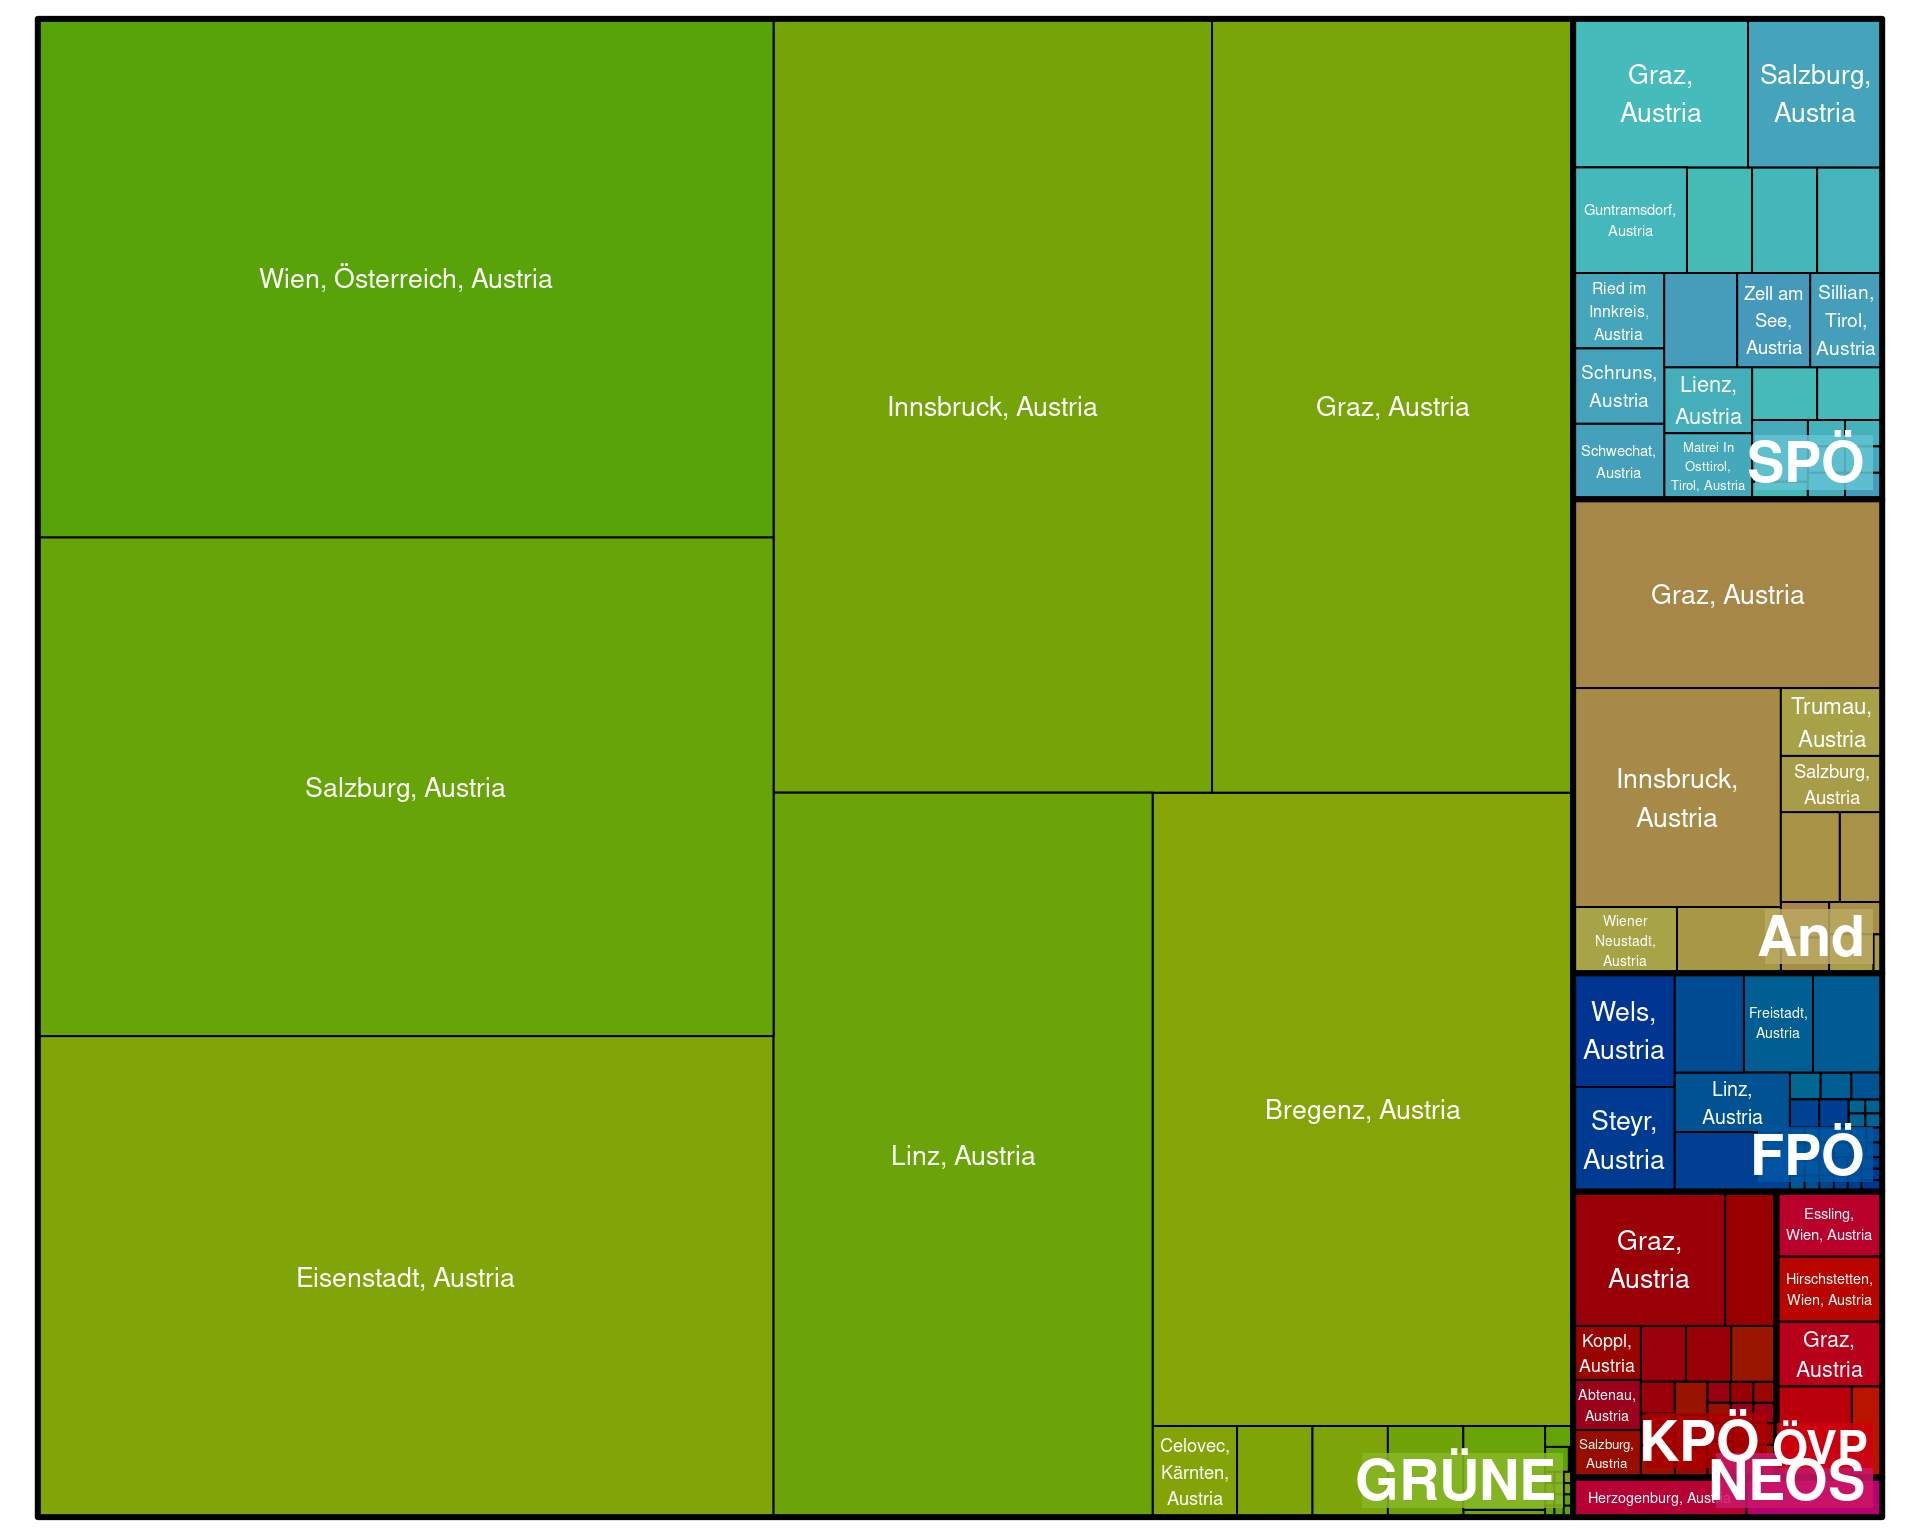 Wien, Österreich, Austria
Salzburg, Austria
Eisenstadt, Austria
Innsbruck, Austria
Graz, Austria
Linz, Austria
Bregenz, Austria
Celovec,
Kärnten,
Austria
GRÜNE
Graz,
Austria
Salzburg,
Austria
Guntramsdorf,
Austria
Ried im
Innkreis,
Austria
Zell am
See,
Austria
Sillian,
Tirol,
Austria
Schruns,
Austria
Lienz,
Austria
Schwechat,
Austria
Matrei In
Osttirol,
Tirol, Austria
SPÖ
Graz, Austria
Innsbruck,
Austria
Trumau,
Austria
Salzburg,
Austria
Wiener
Neustadt,
Austria
And
Wels,
Austria
Freistadt,
Austria
Linz,
Austria
Steyr,
Austria
FPÖ
Graz,
Austria
Koppl,
Austria
Abtenau,
Austria
Salzburg,
Austria
KPÖ
Essling,
Wien, Austria
Hirschstetten,
Wien, Austria
Graz,
Austria
ÖVP
Herzogenburg, Austria
NEOS